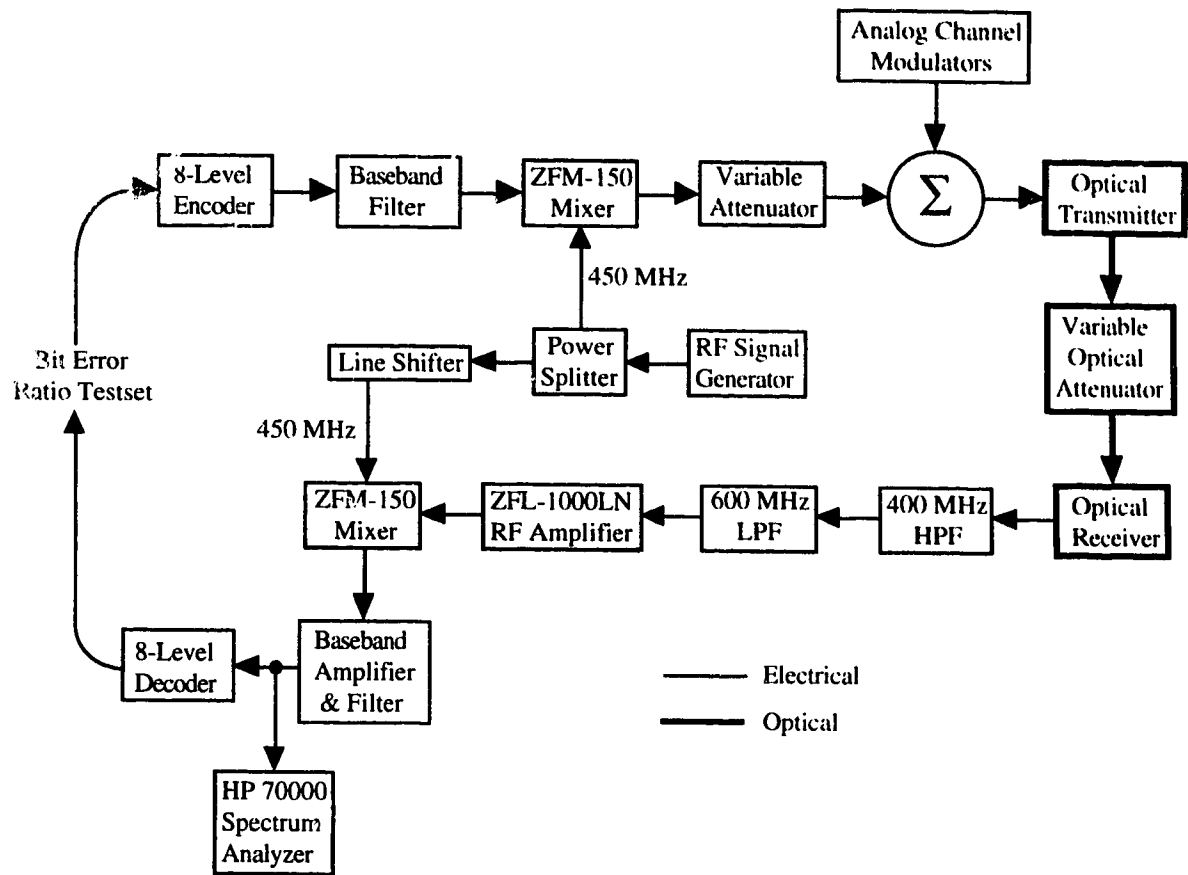 Analog Channel
Modulators
8-Level
Encoder
Baseband
Filter
ZFM-150
Mixer
Variable
Attenuator
Σ
Optical
Transmitter
450 MHz
Variable
Optical
Attenuator
Line Shifter
Power
Splitter
RF Signal
Generator
Bit Error
Ratio Testset
450 MHz
ZFM-150
Mixer
ZFL-1000LN
RF Amplifier
600 MHz
LPF
400 MHz
HPF
Optical
Receiver
8-Level
Decoder
Baseband
Amplifier
& Filter
Electrical
Optical
HP 70000
Spectrum
Analyzer